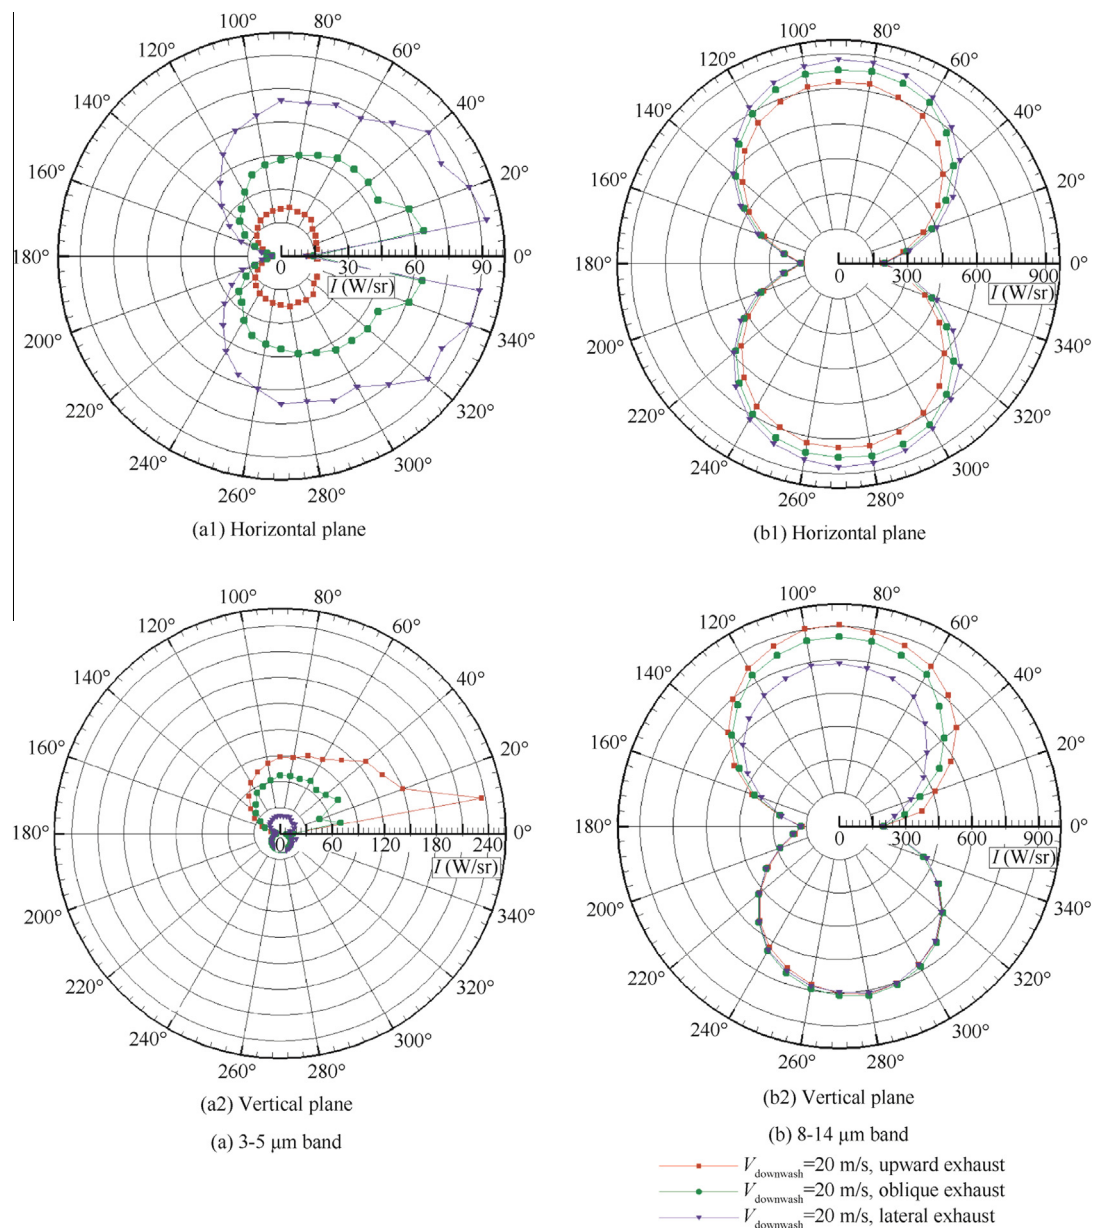 100° 80°
120° 60°
140° 40°
160° 20°
180° 0 30 60 90 0°
I (W/sr)
200° 340°
220° 320°
240° 300°
260° 280°
(a1) Horizontal plane
100° 80°
120° 60°
140° 40°
160° 20°
180° 0 300 600 900 0°
I (W/sr)
200° 340°
220° 320°
240° 300°
260° 280°
(b1) Horizontal plane
100° 80°
120° 60°
140° 40°
160° 20°
180° 0 60 120 180 240 0°
I (W/sr)
200° 340°
220° 320°
240° 300°
260° 280°
(a2) Vertical plane
(a) 3-5 μm band
100° 80°
120° 60°
140° 40°
160° 20°
180° 0 300 600 900 0°
I (W/sr)
200° 340°
220° 320°
240° 300°
260° 280°
(b2) Vertical plane
(b) 8-14 μm band
Vdownwash=20 m/s, upward exhaust
Vdownwash=20 m/s, oblique exhaust
Vdownwash=20 m/s, lateral exhaust